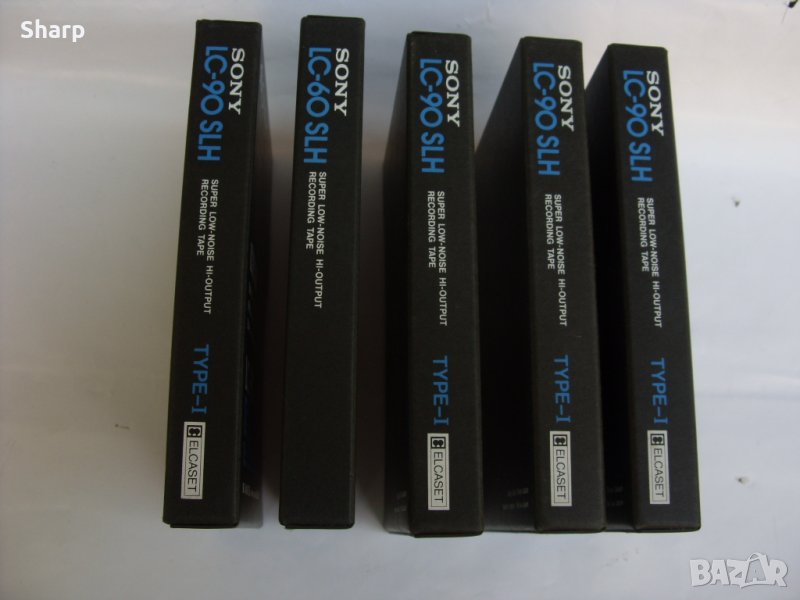 Sharp
SONY
LC-90 SLH
SUPER LOW-NOISE HI-OUTPUT
RECORDING TAPE
TYPE-I
ELCASET
SONY
LC-60 SLH
SUPER LOW-NOISE HI-OUTPUT
RECORDING TAPE
SONY
LC-90 SLH
SUPER LOW-NOISE HI-OUTPUT
RECORDING TAPE
TYPE-I
ELCASET
SONY
LC-90 SLH
SUPER LOW-NOISE HI-OUTPUT
RECORDING TAPE
TYPE-I
ELCASET
SONY
LC-90 SLH
SUPER LOW-NOISE HI-OUTPUT
RECORDING TAPE
TYPE-I
ELCASET
BAZAR